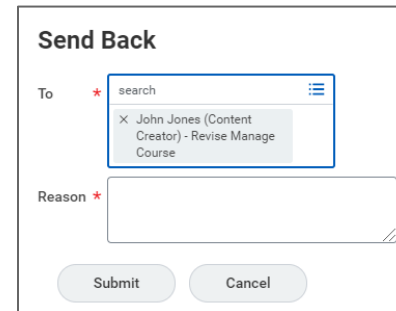 Send Back
To *
search
× John Jones (Content
Creator) - Revise Manage
Course
Reason *
Submit Cancel